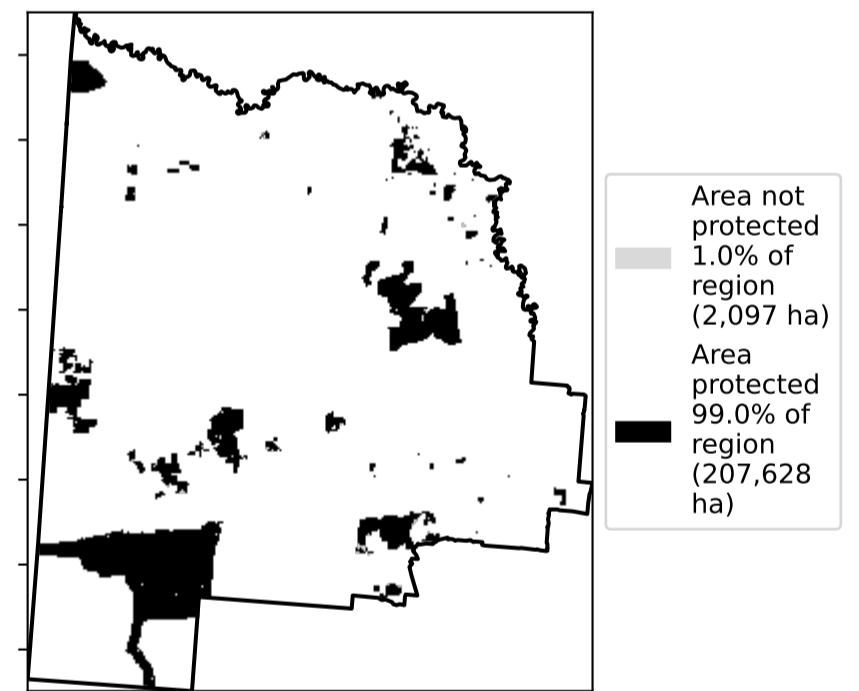 Area not
protected
1.0% of
region
(2,097 ha)
Area
protected
99.0% of
region
(207,628
ha)